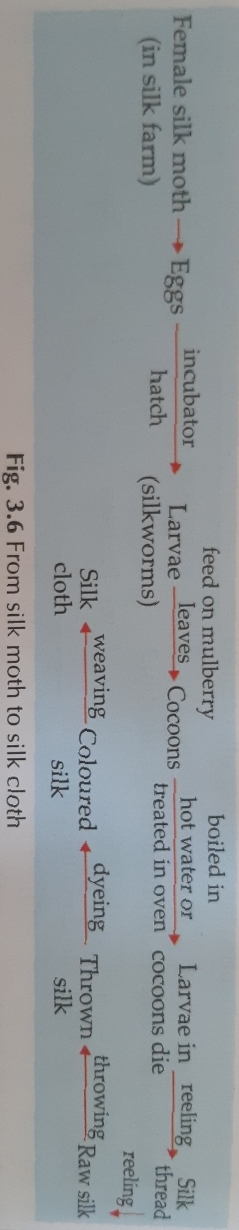 Female silk moth → Eggs
(in silk farm)
incubator
hatch
Larvae
(silkworms)
feed on mulberry
leaves
Cocoons
boiled in
hot water or
treated in oven
Larvae in
cocoons die
reeling
Silk
thread
reeling
Raw silk
throwing
Thrown
silk
dyeing
Coloured
silk
weaving
Silk
cloth
Fig. 3.6 From silk moth to silk cloth